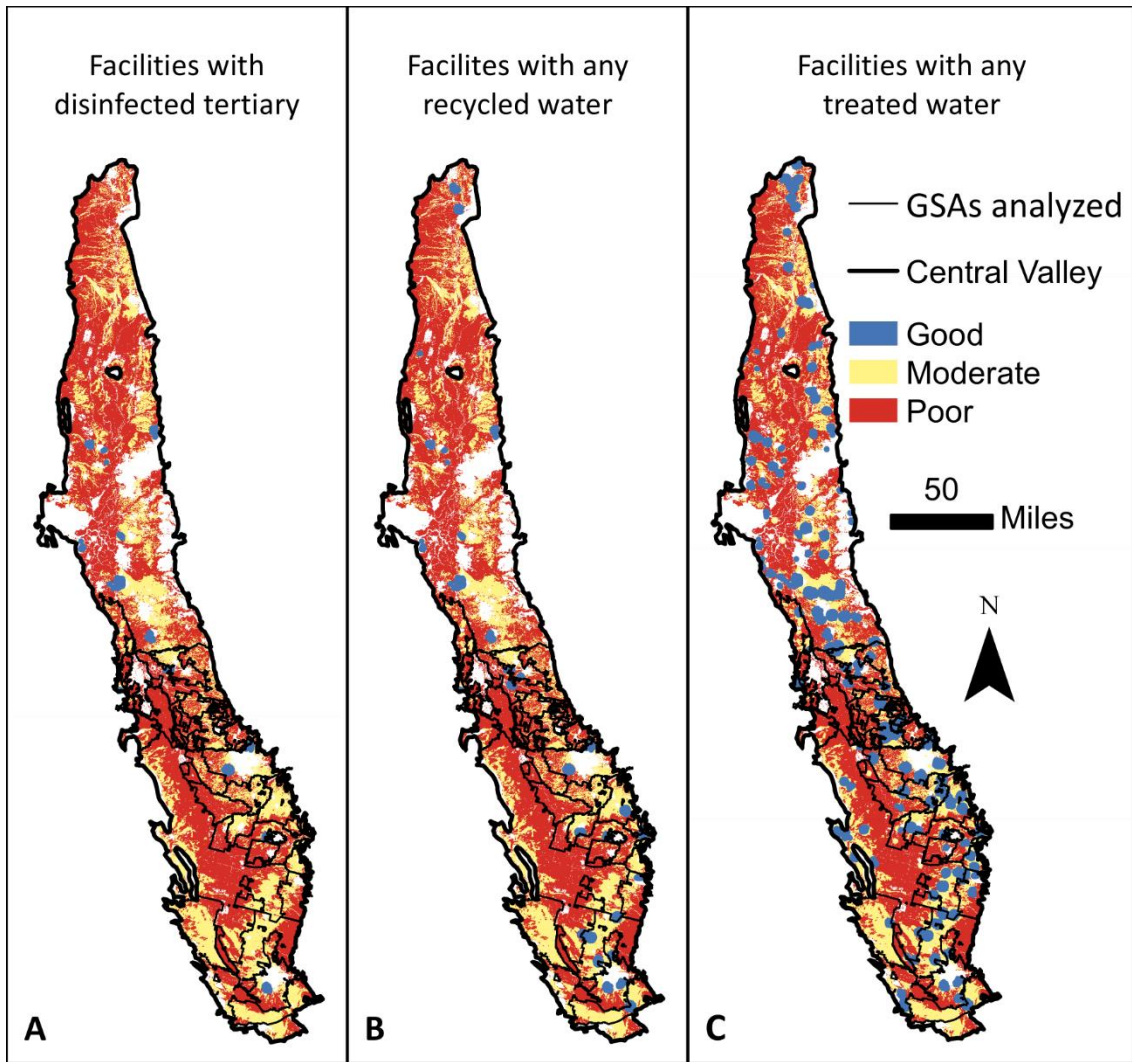 Facilities with
disinfected tertiary
Facilites with any
recycled water
Facilities with any
treated water
GSAs analyzed
Central Valley
Good
Moderate
Poor
50
Miles
N
A
B
C